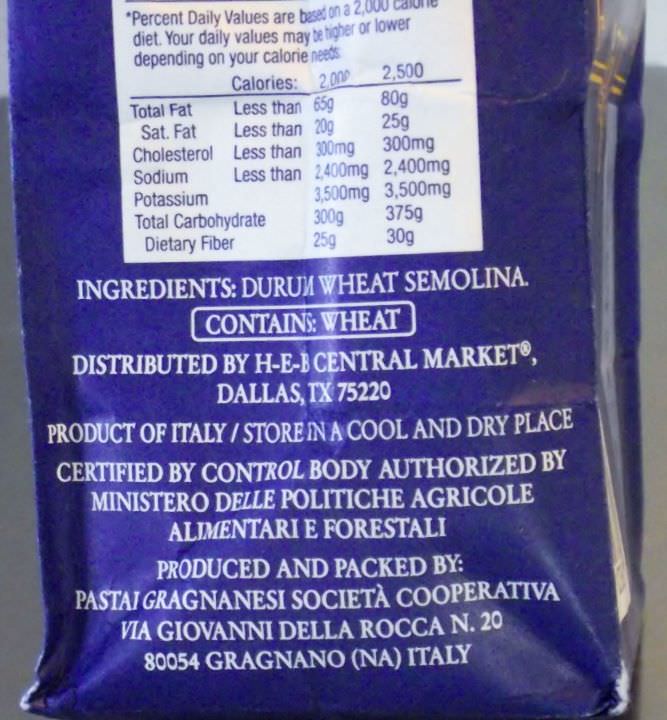 *Percent Daily Values are based on a 2,000 calorie
diet. Your daily values may be higher or lower
depending on your calorie needs:
Calories: 2,000 2,500
Total Fat Less than 65g 80g
Sat. Fat Less than 20g 25g
Cholesterol Less than 300mg 300mg
Sodium Less than 2,400mg 2,400mg
Potassium 3,500mg 3,500mg
Total Carbohydrate 300g 375g
Dietary Fiber 25g 30g
INGREDIENTS: DURUM WHEAT SEMOLINA.
CONTAINS: WHEAT
DISTRIBUTED BY H-E-B CENTRAL MARKET®,
DALLAS, TX 75220
PRODUCT OF ITALY / STORE IN A COOL AND DRY PLACE
CERTIFIED BY CONTROL BODY AUTHORIZED BY
MINISTERO DELLE POLITICHE AGRICOLE
ALIMENTARI E FORESTALI
PRODUCED AND PACKED BY:
PASTAI GRAGNANESI SOCIETÀ COOPERATIVA
VIA GIOVANNI DELLA ROCCA N. 20
80054 GRAGNANO (NA) ITALY